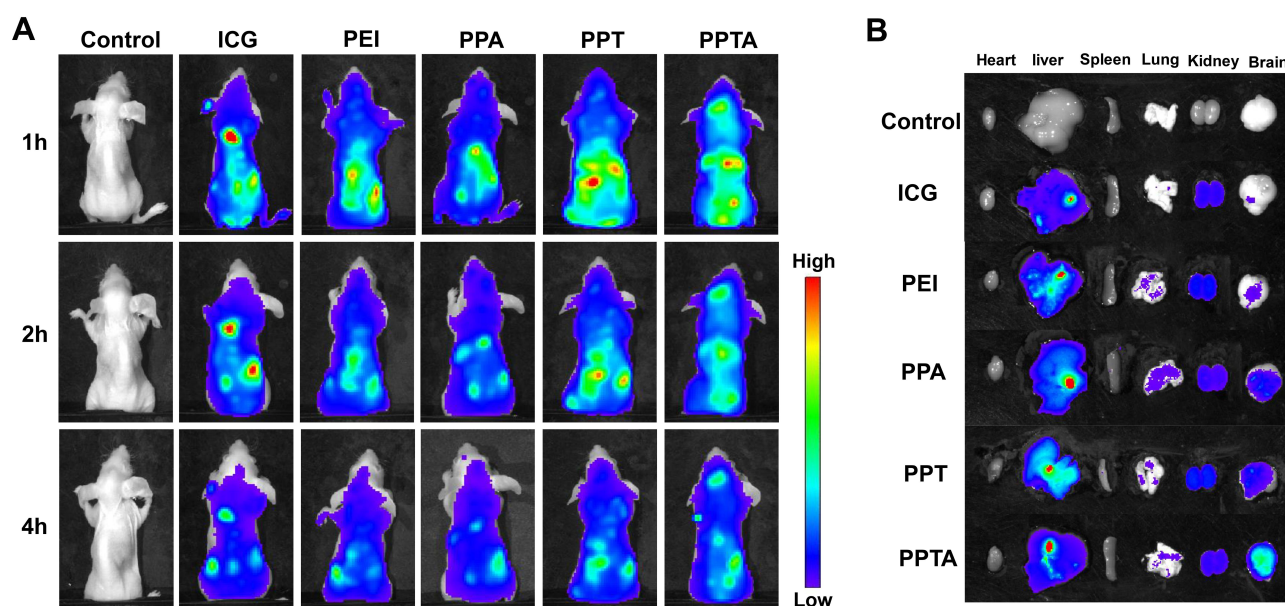 A
Control ICG PEI PPA PPT PPTA
1h
2h
4h
High
Low
B
Heart liver Spleen Lung Kidney Brain
Control
ICG
PEI
PPA
PPT
PPTA